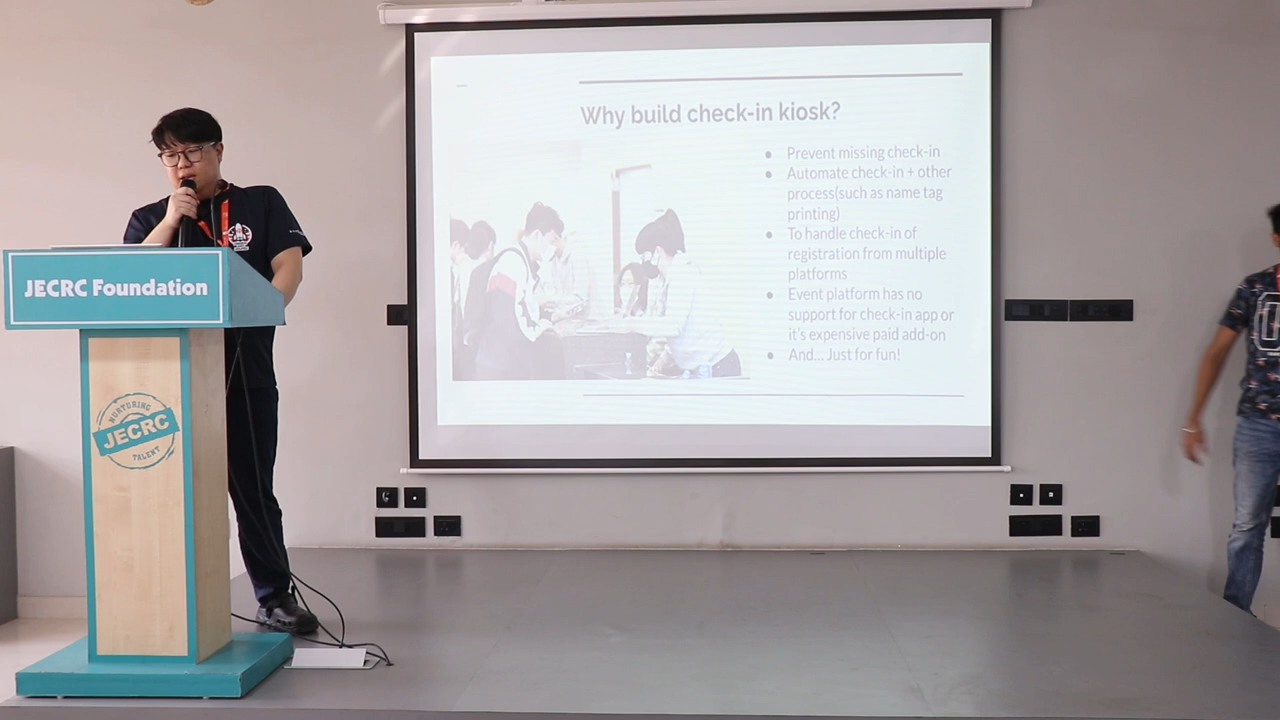 Why build check-in kiosk?
● Prevent missing check-in
● Automate check-in + other
process(such as name tag
printing)
● To handle check-in of
registration from multiple
platforms
● Event platform has no
support for check-in app or
it's expensive paid add-on
● And... Just for fun!
JECRC Foundation
NURTURING
JECRC
TALENT